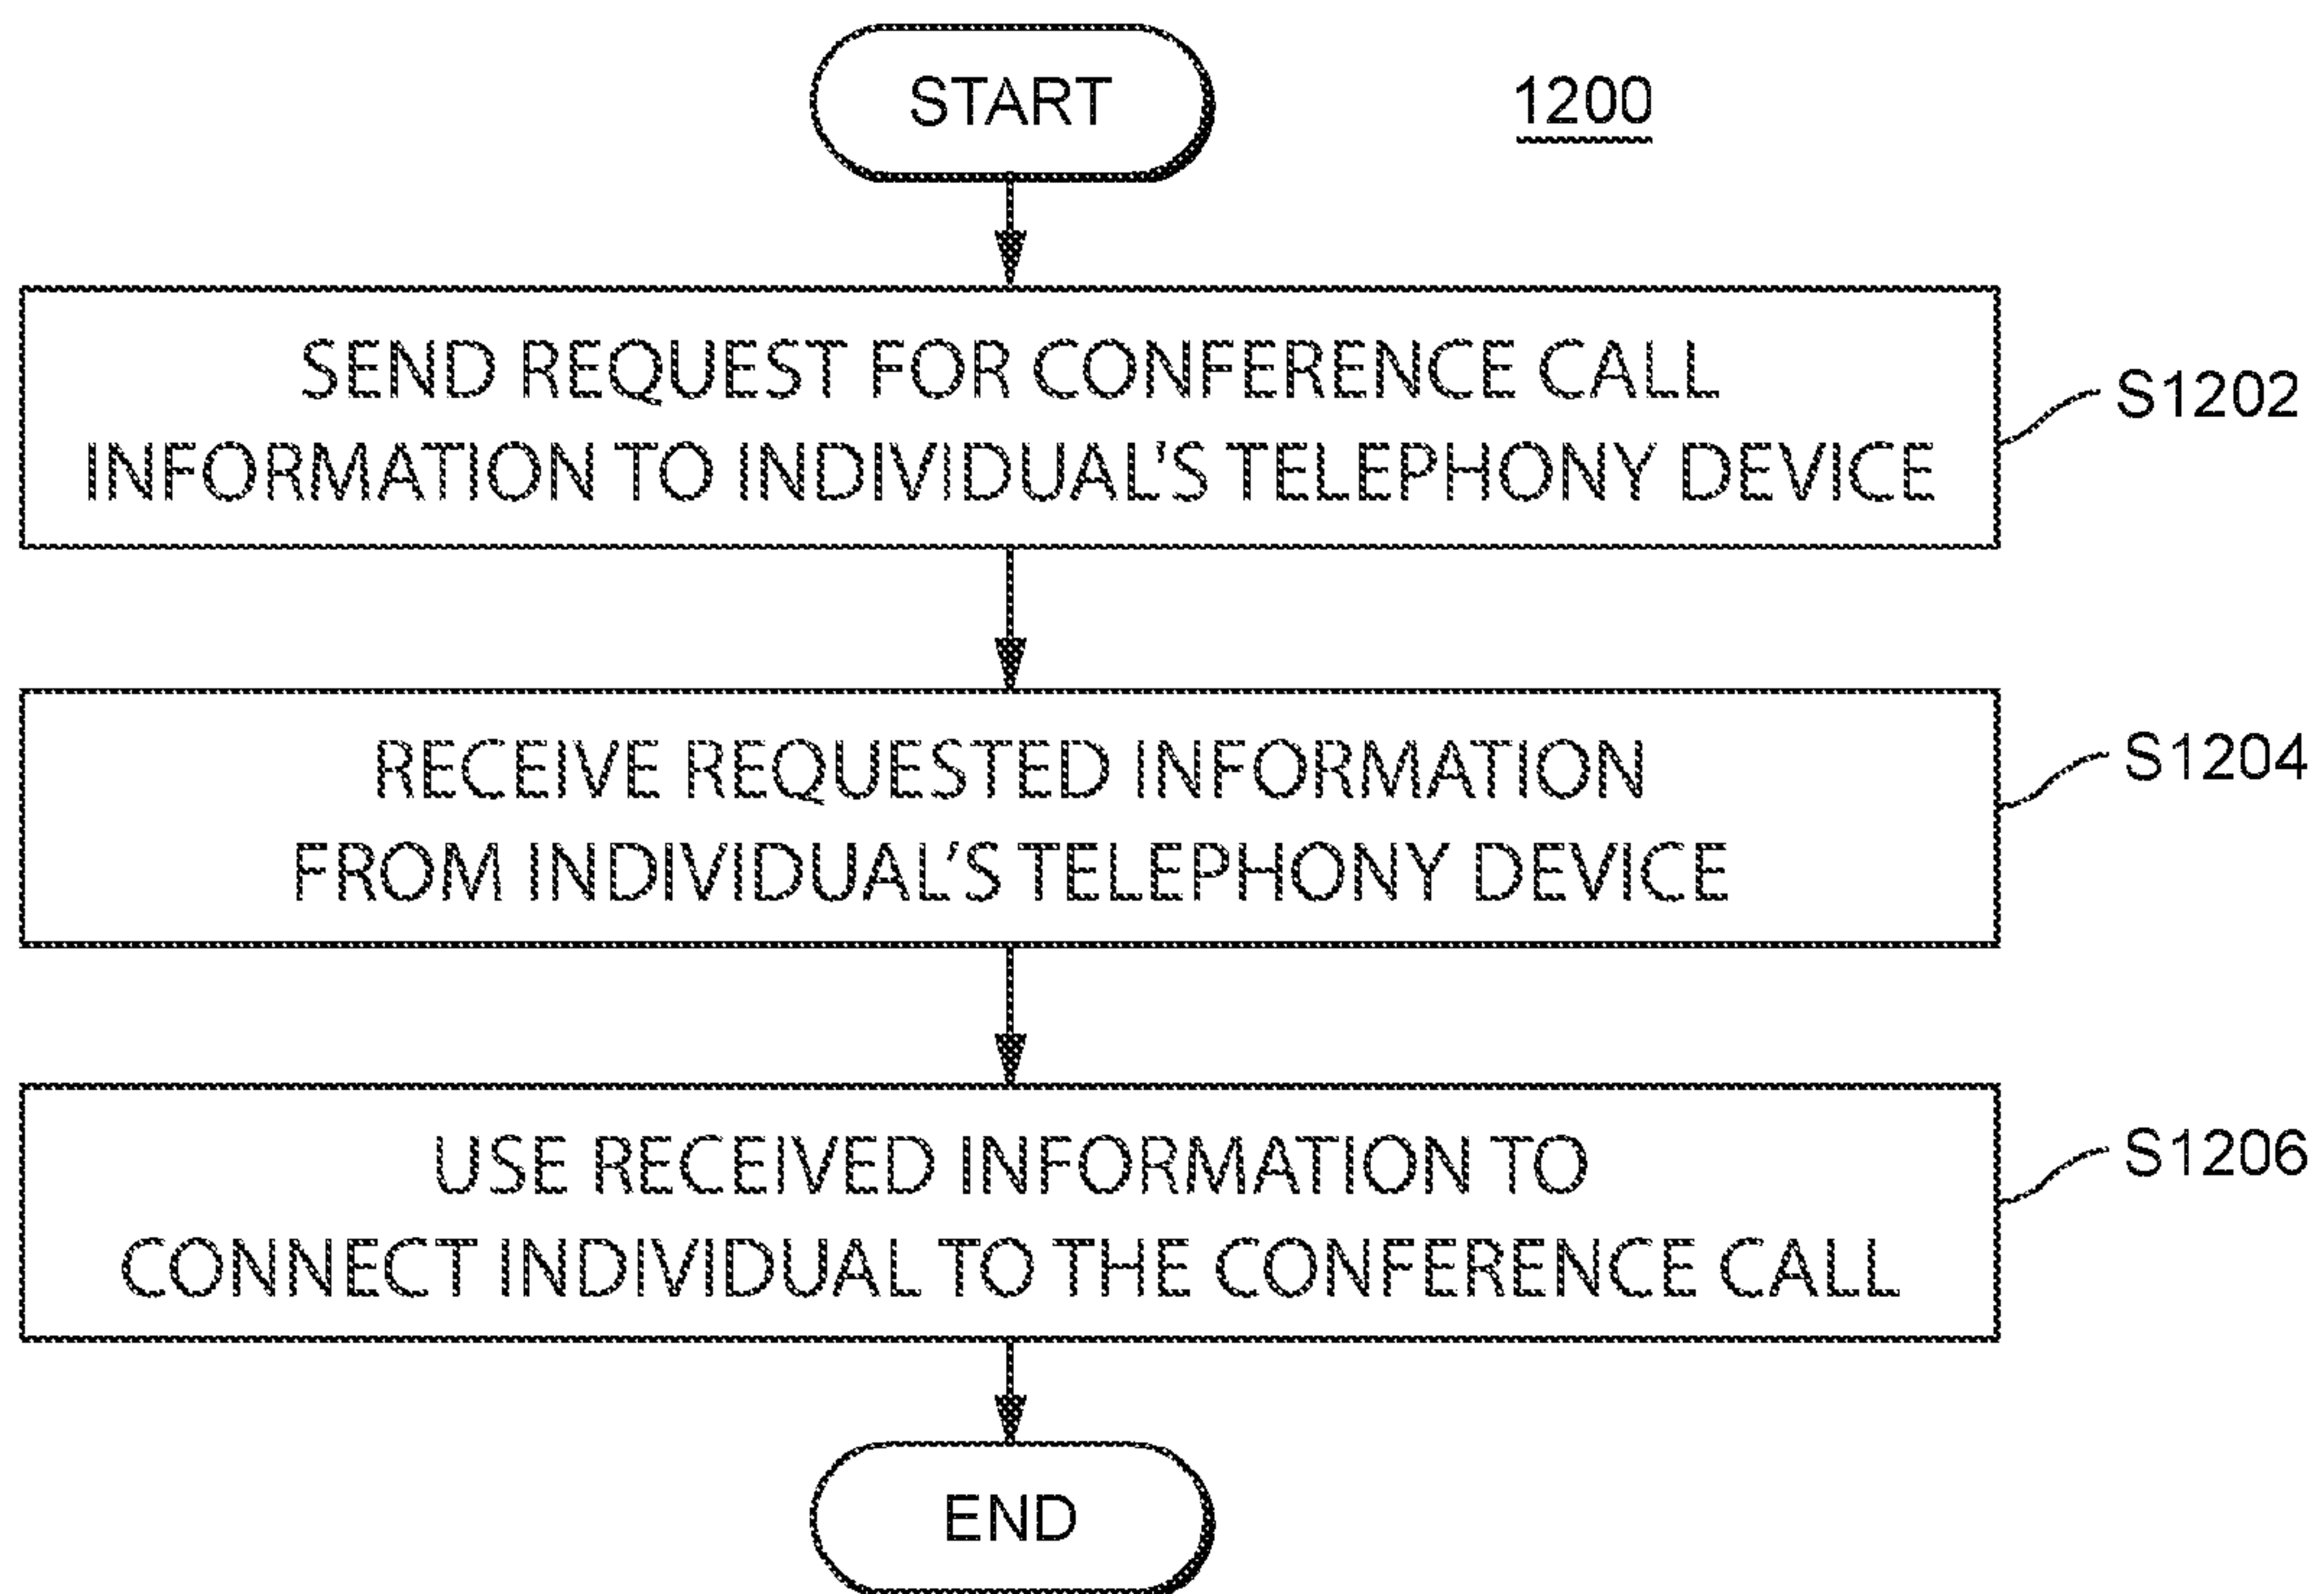 START
1200
SEND REQUEST FOR CONFERENCE CALL
INFORMATION TO INDIVIDUAL'S TELEPHONY DEVICE
S1202
RECEIVE REQUESTED INFORMATION
FROM INDIVIDUAL'S TELEPHONY DEVICE
S1204
USE RECEIVED INFORMATION TO
CONNECT INDIVIDUAL TO THE CONFERENCE CALL
S1206
END